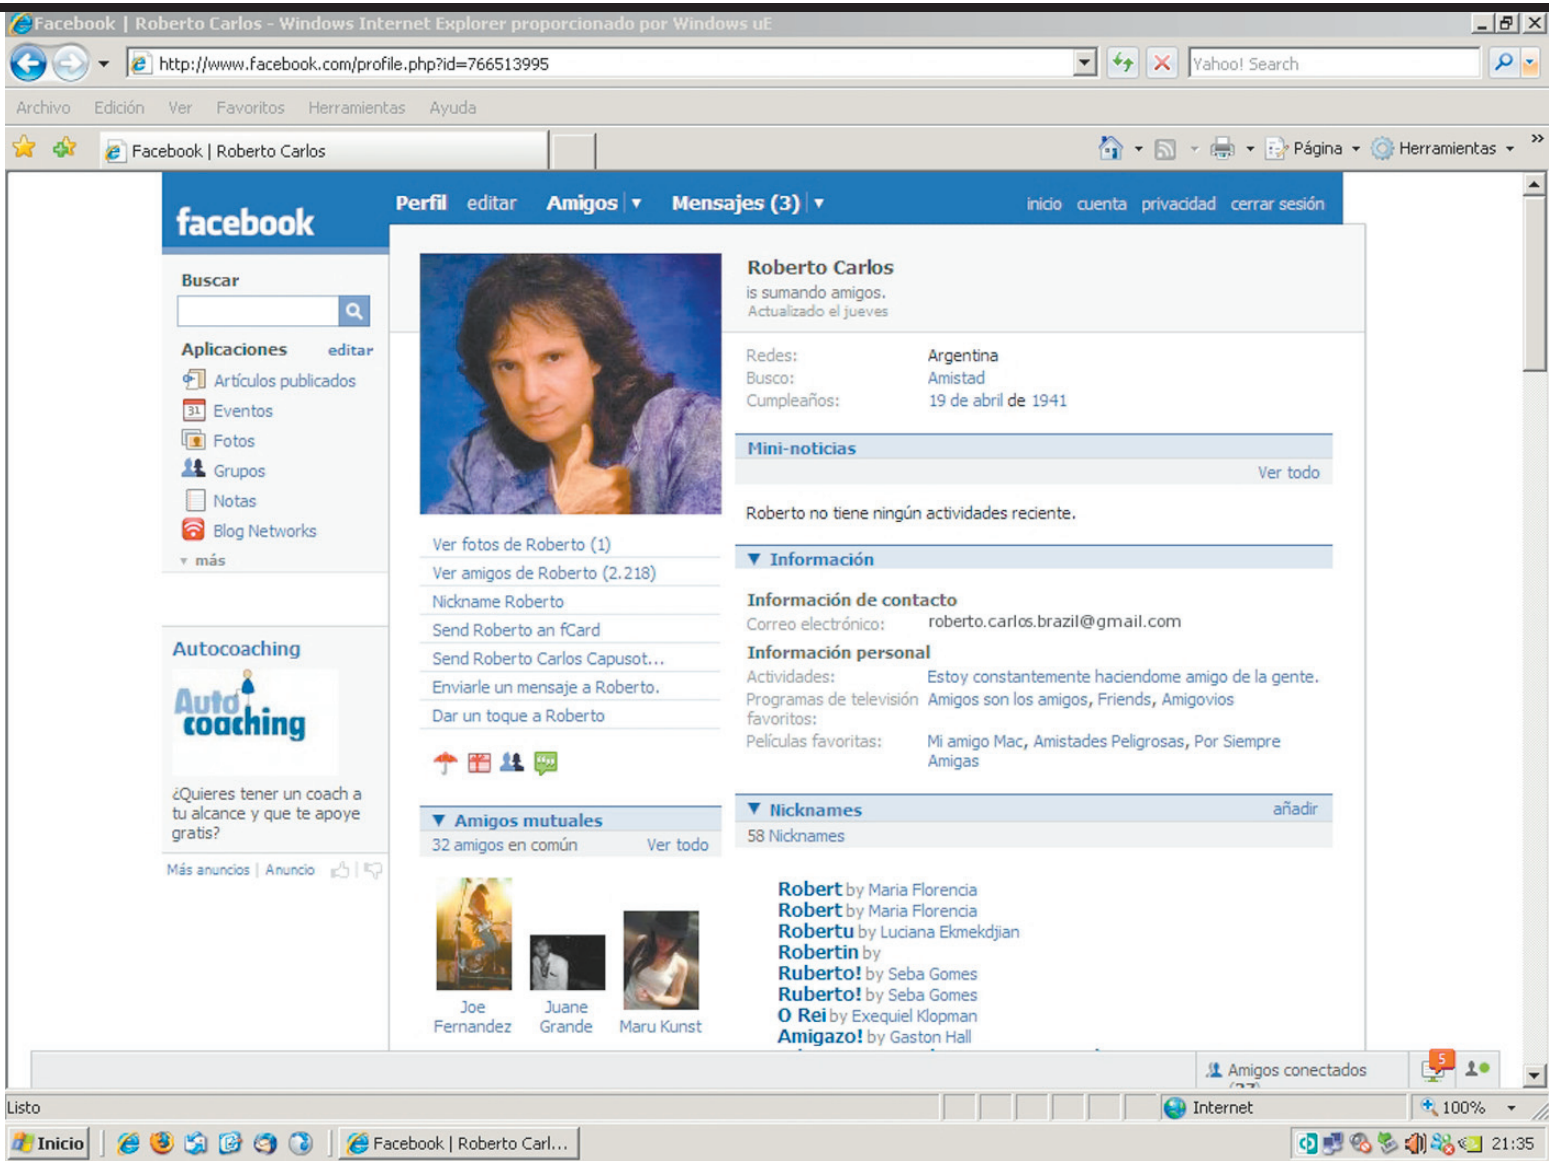 Facebook | Roberto Carlos - Windows Internet Explorer proporcionado por Windows uE
http://www.facebook.com/profile.php?id=766513995
Yahoo! Search
Archivo Edición Ver Favoritos Herramientas Ayuda
Facebook | Roberto Carlos
Página Herramientas »
facebook
Perfil editar Amigos Mensajes (3)
inicio cuenta privacidad cerrar sesión
Buscar
Aplicaciones editar
Artículos publicados
31 Eventos
Fotos
Grupos
Notas
Blog Networks
más
Autocoaching
Auto
coaching
¿Quieres tener un coach a
tu alcance y que te apoye
gratis?
Más anuncios | Anuncio
Ver fotos de Roberto (1)
Ver amigos de Roberto (2.218)
Nickname Roberto
Send Roberto an fCard
Send Roberto Carlos Capusot...
Enviarle un mensaje a Roberto.
Dar un toque a Roberto
Amigos mutuales
32 amigos en común Ver todo
Joe
Fernandez
Juane
Grande
Maru Kunst
Roberto Carlos
is sumando amigos.
Actualizado el jueves
Redes: Argentina
Busco: Amistad
Cumpleaños: 19 de abril de 1941
Mini-noticias
Ver todo
Roberto no tiene ningún actividades reciente.
Información
Información de contacto
Correo electrónico: roberto.carlos.brazil@gmail.com
Información personal
Actividades: Estoy constantemente haciendome amigo de la gente.
Programas de televisión Amigos son los amigos, Friends, Amigovios
favoritos:
Películas favoritas: Mi amigo Mac, Amistades Peligrosas, Por Siempre
Amigas
Nicknames añadir
58 Nicknames
Robert by Maria Florencia
Robert by Maria Florencia
Robertu by Luciana Ekmekdjian
Robertin by
Ruberto! by Seba Gomes
Ruberto! by Seba Gomes
O Rei by Exequiel Klopman
Amigazo! by Gaston Hall
Amigos conectados
5
Listo
Internet
100%
Inicio
Facebook | Roberto Carl...
21:35